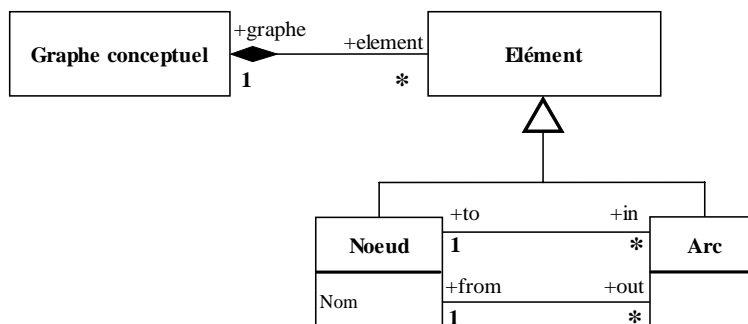 +graphe
+element
Graphe conceptuel
Elément
1
*
+to
+in
Noeud
1
*
Arc
+from
+out
Nom
1
*